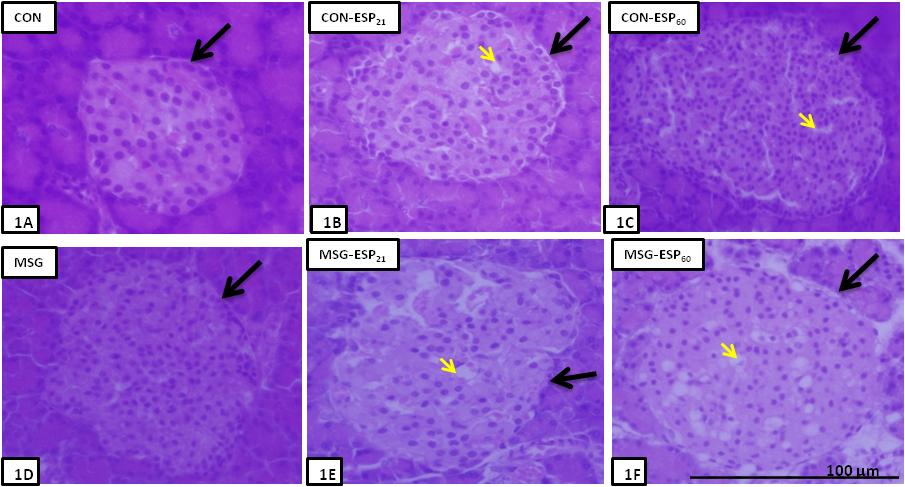 CON
CON-ESP21
CON-ESP60
1A
1B
1C
MSG
MSG-ESP21
MSG-ESP60
1D
1E
1F
100 µm